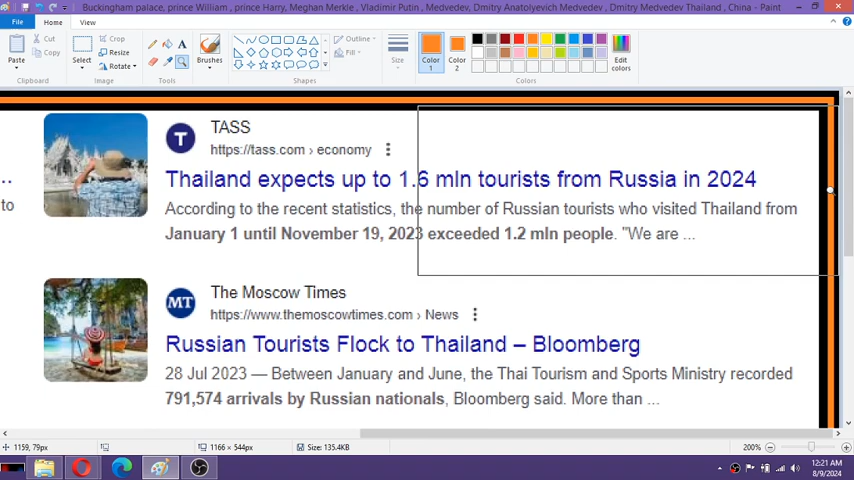 Buckingham palace, prince William , prince Harry, Meghan Merkle , Vladimir Putin , Medvedev, Dmitry Anatolyevich Medvedev , Dmitry Medvedev Thailand , China - Paint
File
Home
View
Paste
Cut
Copy
Clipboard
Select
Crop
Resize
Rotate
Image
A
Tools
Brushes
Outline
Fill
Shapes
Size
Color
1
Color
2
Edit
colors
Colors
... 
to
T
TASS
https://tass.com › economy
Thailand expects up to 1.6 mln tourists from Russia in 2024
According to the recent statistics, the number of Russian tourists who visited Thailand from
January 1 until November 19, 2023 exceeded 1.2 mln people. "We are ...
MT
The Moscow Times
https://www.themoscowtimes.com › News
Russian Tourists Flock to Thailand – Bloomberg
28 Jul 2023 — Between January and June, the Thai Tourism and Sports Ministry recorded
791,574 arrivals by Russian nationals, Bloomberg said. More than ...
1159, 79px
1166 × 544px
Size: 135.4KB
200%
12:21 AM
8/9/2024